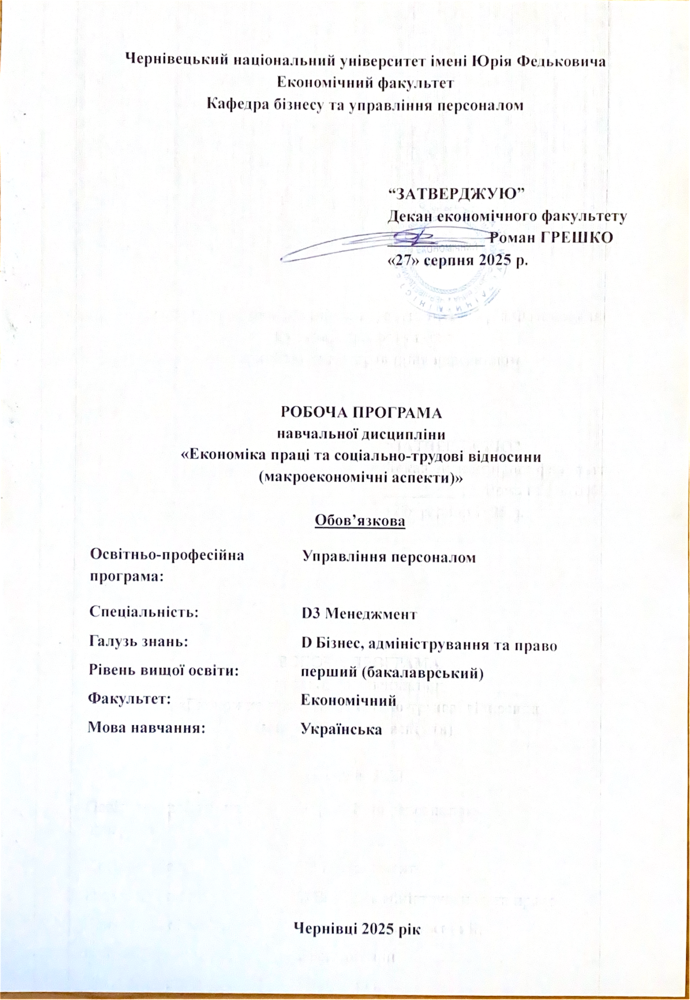 Чернівецький національний університет імені Юрія Федьковича
Економічний факультет
Кафедра бізнесу та управління персоналом
“ЗАТВЕРДЖУЮ”
Декан економічного факультету
Роман ГРЕШКО
«27» серпня 2025 р.
РОБОЧА ПРОГРАМА
навчальної дисципліни
«Економіка праці та соціально-трудові відносини
(макроекономічні аспекти)»
Обов’язкова
Освітньо-професійна Управління персоналом
програма:
Спеціальність: D3 Менеджмент
Галузь знань: D Бізнес, адміністрування та право
Рівень вищої освіти: перший (бакалаврський)
Факультет: Економічний
Мова навчання: Українська
Чернівці 2025 рік